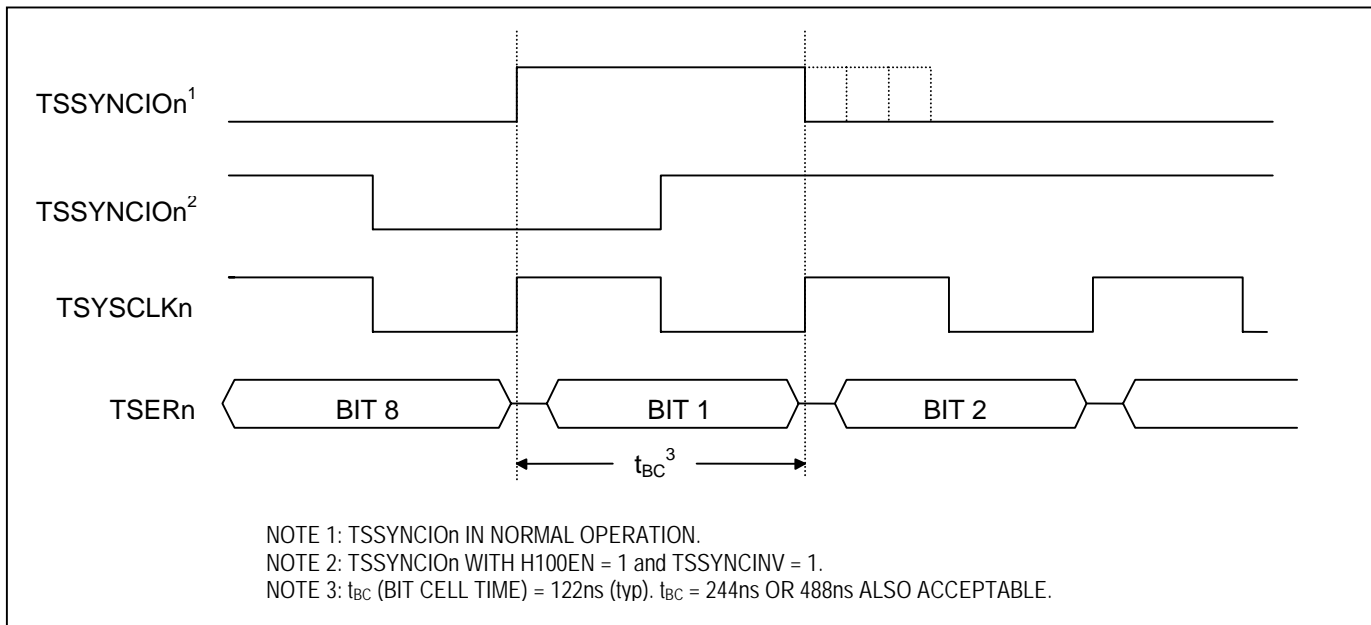 TSSYNCIOn¹
TSSYNCIOn²
TSYSCLKn
TSERn BIT 8 BIT 1 BIT 2
tBC³
NOTE 1: TSSYNCIOn IN NORMAL OPERATION.
NOTE 2: TSSYNCIOn WITH H100EN = 1 and TSSYNCINV = 1.
NOTE 3: tBC (BIT CELL TIME) = 122ns (typ). tBC = 244ns OR 488ns ALSO ACCEPTABLE.